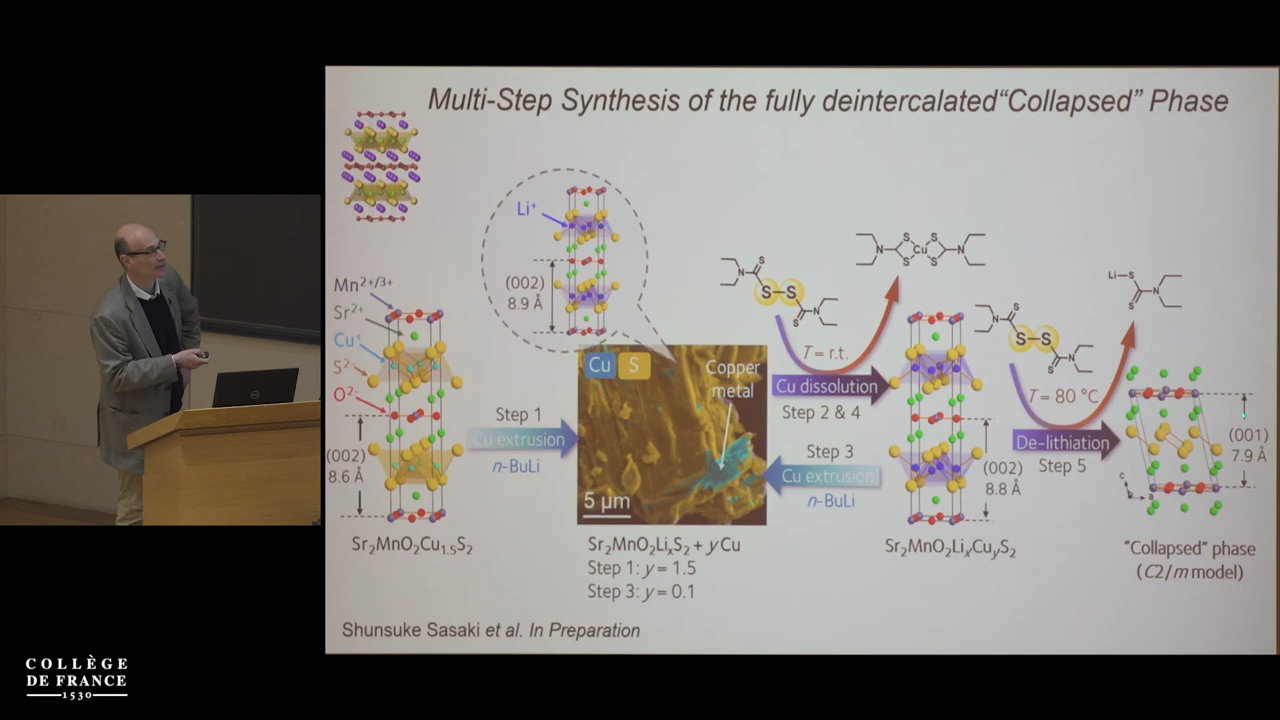 Multi-Step Synthesis of the fully deintercalated“Collapsed” Phase
Mn2+/3+
Sr2+
Cu+
S2-
O2-
(002)
8.6 Å
Sr2MnO2Cu1.5S2
Step 1
Cu extrusion
n-BuLi
Li+
(002)
8.9 Å
Cu
S
Copper
metal
5 μm
Sr2MnO2LixS2 + yCu
Step 1: y = 1.5
Step 3: y = 0.1
N
S
S
S
S
N
T = r.t.
Cu dissolution
Step 2 & 4
N
S
S
Cu
S
S
N
Step 3
Cu extrusion
n-BuLi
(002)
8.8 Å
Sr2MnO2LixCuyS2
N
S
S
S
S
N
T = 80 °C
De-lithiation
Step 5
Li
S
S
N
(001)
7.9 Å
c
a
“Collapsed” phase
(C2/m model)
Shunsuke Sasaki et al. In Preparation
COLLÈGE
DE FRANCE
1530